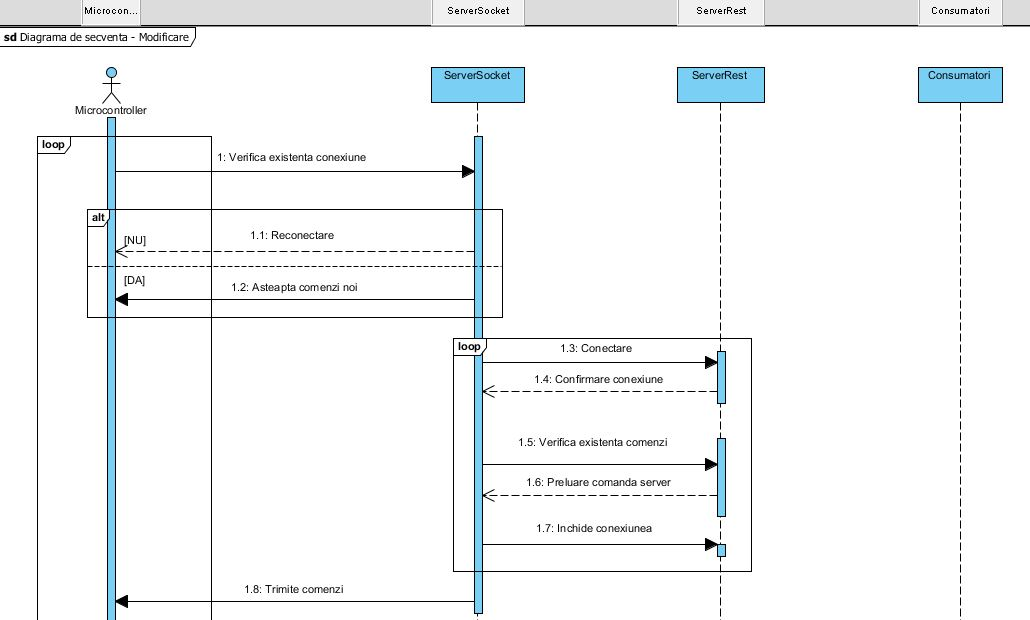 Microcon...
ServerSocket
ServerRest
Consumatori
sd Diagrama de secventa - Modificare
ServerSocket
ServerRest
Consumatori
Microcontroller
loop
1: Verifica existenta conexiune
alt
[NU]
1.1: Reconectare
[DA]
1.2: Asteapta comenzi noi
loop
1.3: Conectare
1.4: Confirmare conexiune
1.5: Verifica existenta comenzi
1.6: Preluare comanda server
1.7: Inchide conexiunea
1.8: Trimite comenzi